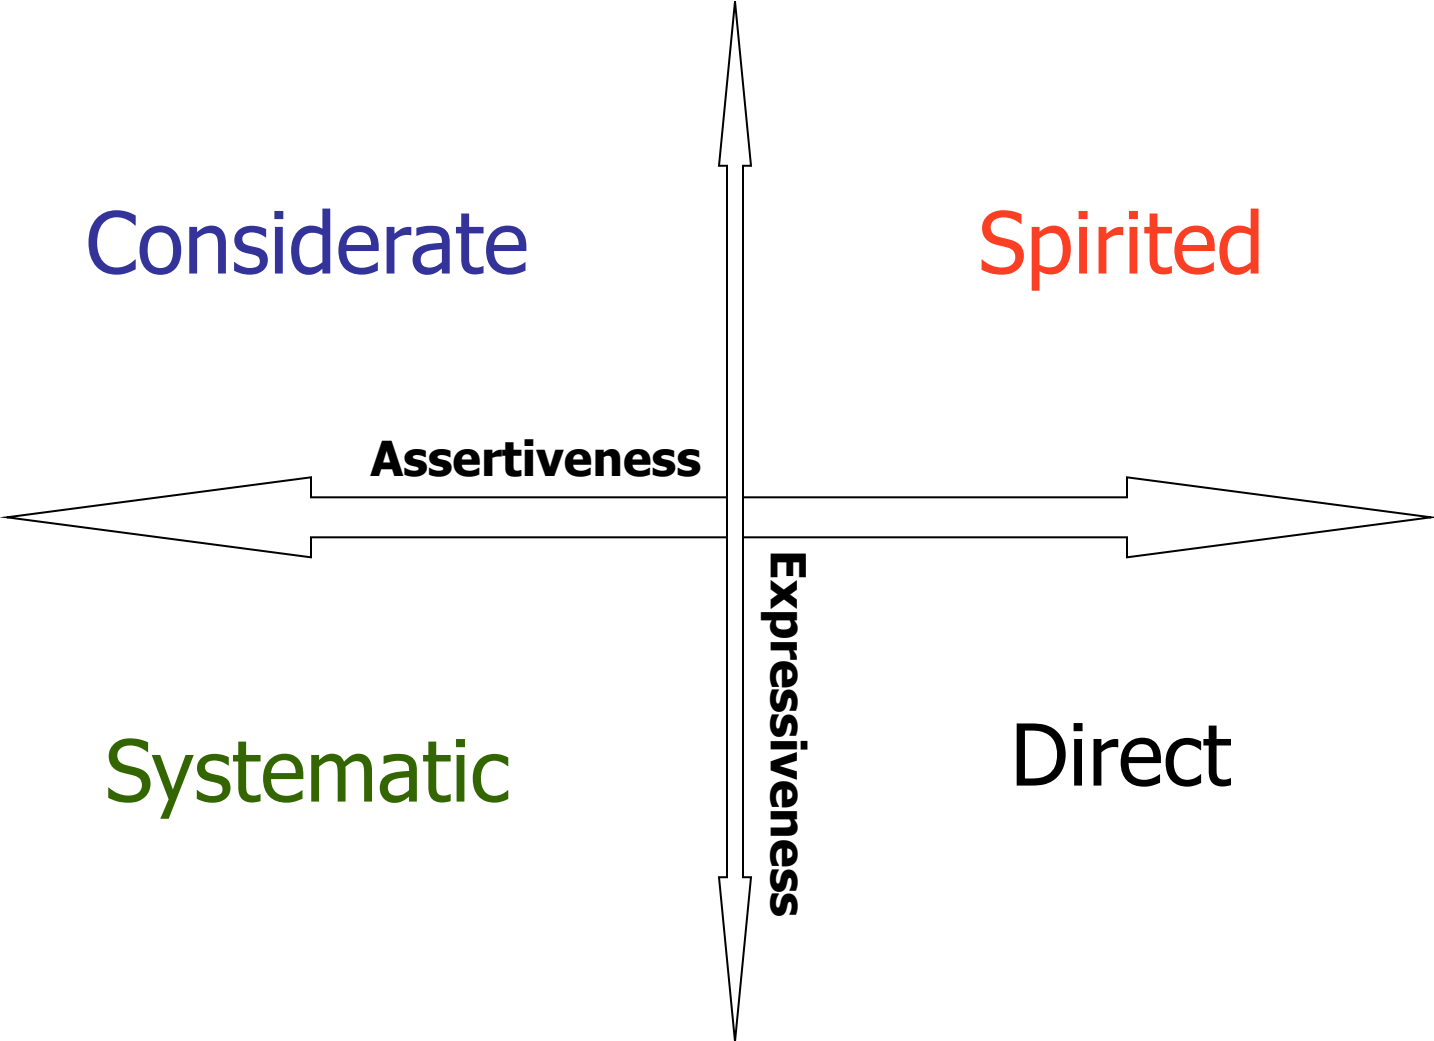 Considerate
Spirited
Assertiveness
Expressiveness
Systematic
Direct